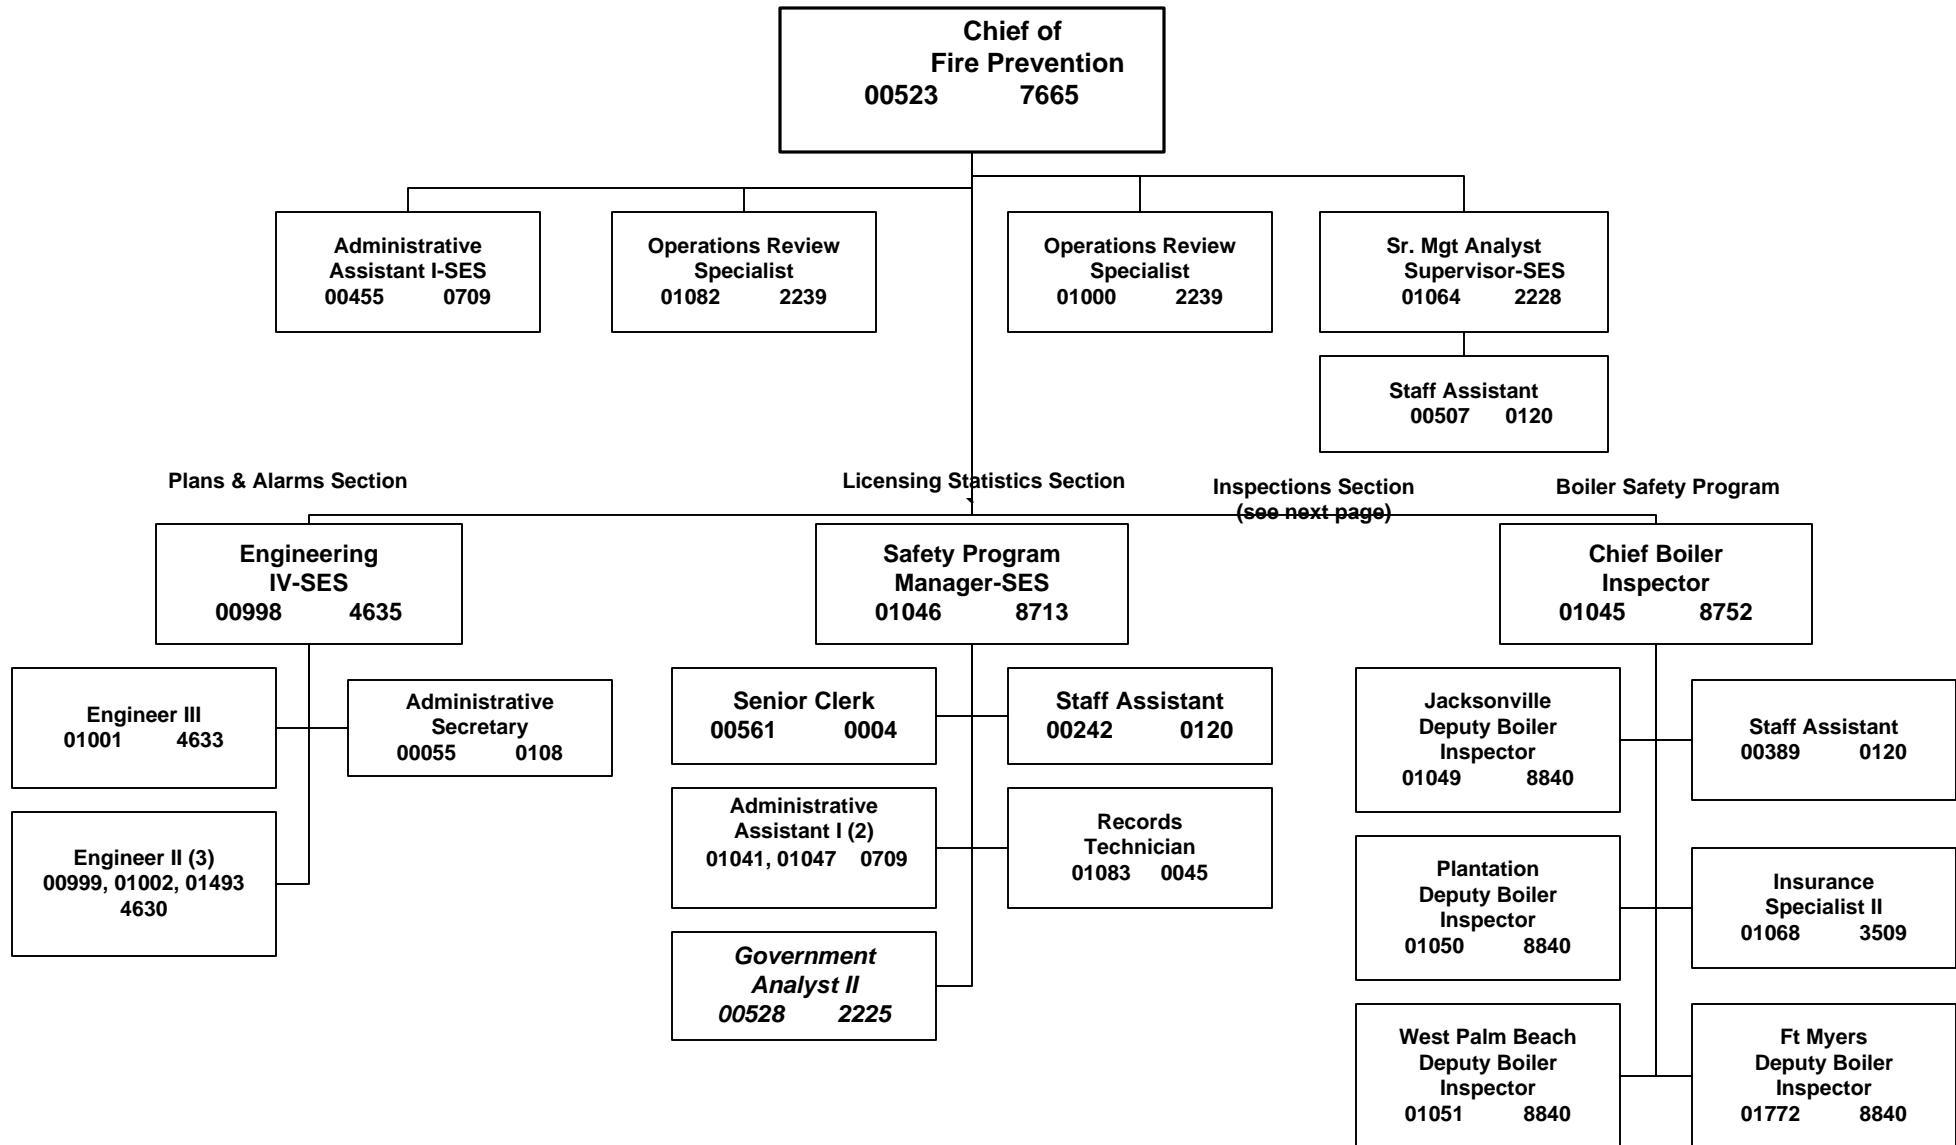 Chief of
Fire Prevention
00523 7665
Administrative
Assistant I-SES
00455 0709
Operations Review
Specialist
01082 2239
Operations Review
Specialist
01000 2239
Sr. Mgt Analyst
Supervisor-SES
01064 2228
Staff Assistant
00507 0120
Plans & Alarms Section
Licensing Statistics Section
Inspections Section
(see next page)
Boiler Safety Program
Engineering
IV-SES
00998 4635
Safety Program
Manager-SES
01046 8713
Chief Boiler
Inspector
01045 8752
Engineer III
01001 4633
Administrative
Secretary
00055 0108
Engineer II (3)
00999, 01002, 01493
4630
Senior Clerk
00561 0004
Staff Assistant
00242 0120
Administrative
Assistant I (2)
01041, 01047 0709
Records
Technician
01083 0045
Government
Analyst II
00528 2225
Jacksonville
Deputy Boiler
Inspector
01049 8840
Staff Assistant
00389 0120
Plantation
Deputy Boiler
Inspector
01050 8840
Insurance
Specialist II
01068 3509
West Palm Beach
Deputy Boiler
Inspector
01051 8840
Ft Myers
Deputy Boiler
Inspector
01772 8840